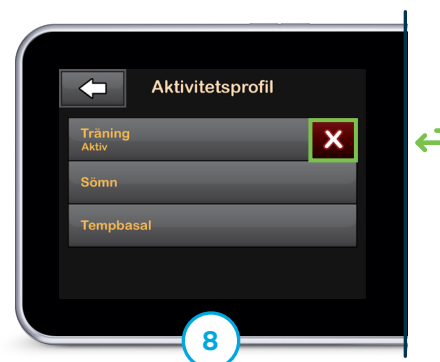 Aktivitetsprofil
Träning
Aktiv
Sömn
Tempbasal
8